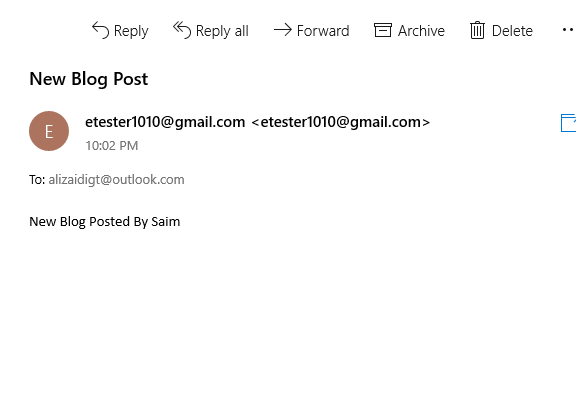 Reply Reply all Forward Archive Delete
New Blog Post
E
etester1010@gmail.com <etester1010@gmail.com>
10:02 PM
To: alizaidigt@outlook.com
New Blog Posted By Saim